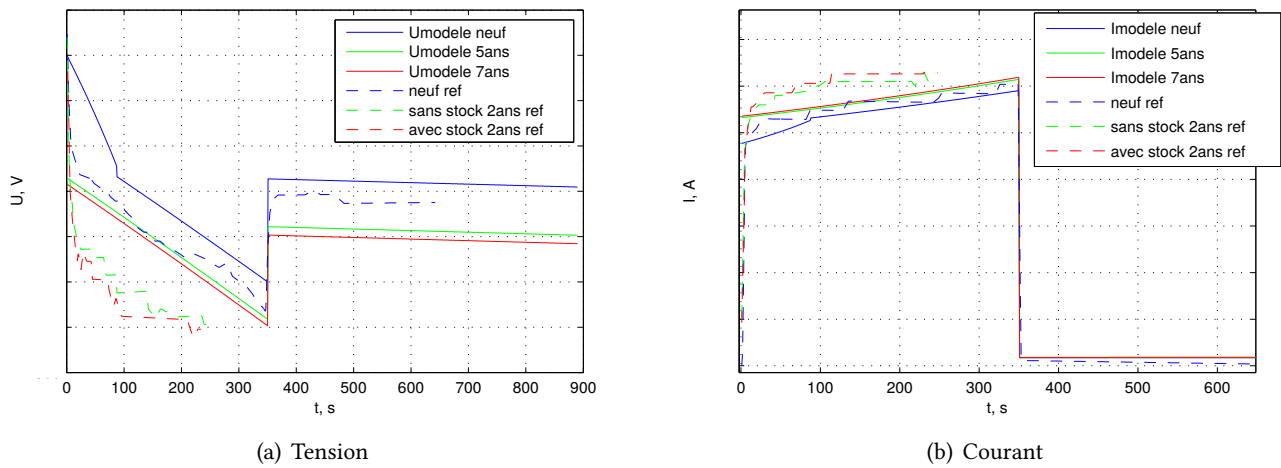 Umodele neuf
Umodele 5ans
Umodele 7ans
neuf ref
sans stock 2ans ref
avec stock 2ans ref
U, V
0 100 200 300 400 500 600 700 800 900
t, s
(a) Tension
Imodele neuf
Imodele 5ans
Imodele 7ans
neuf ref
sans stock 2ans ref
avec stock 2ans ref
I, A
0 100 200 300 400 500 600
t, s
(b) Courant